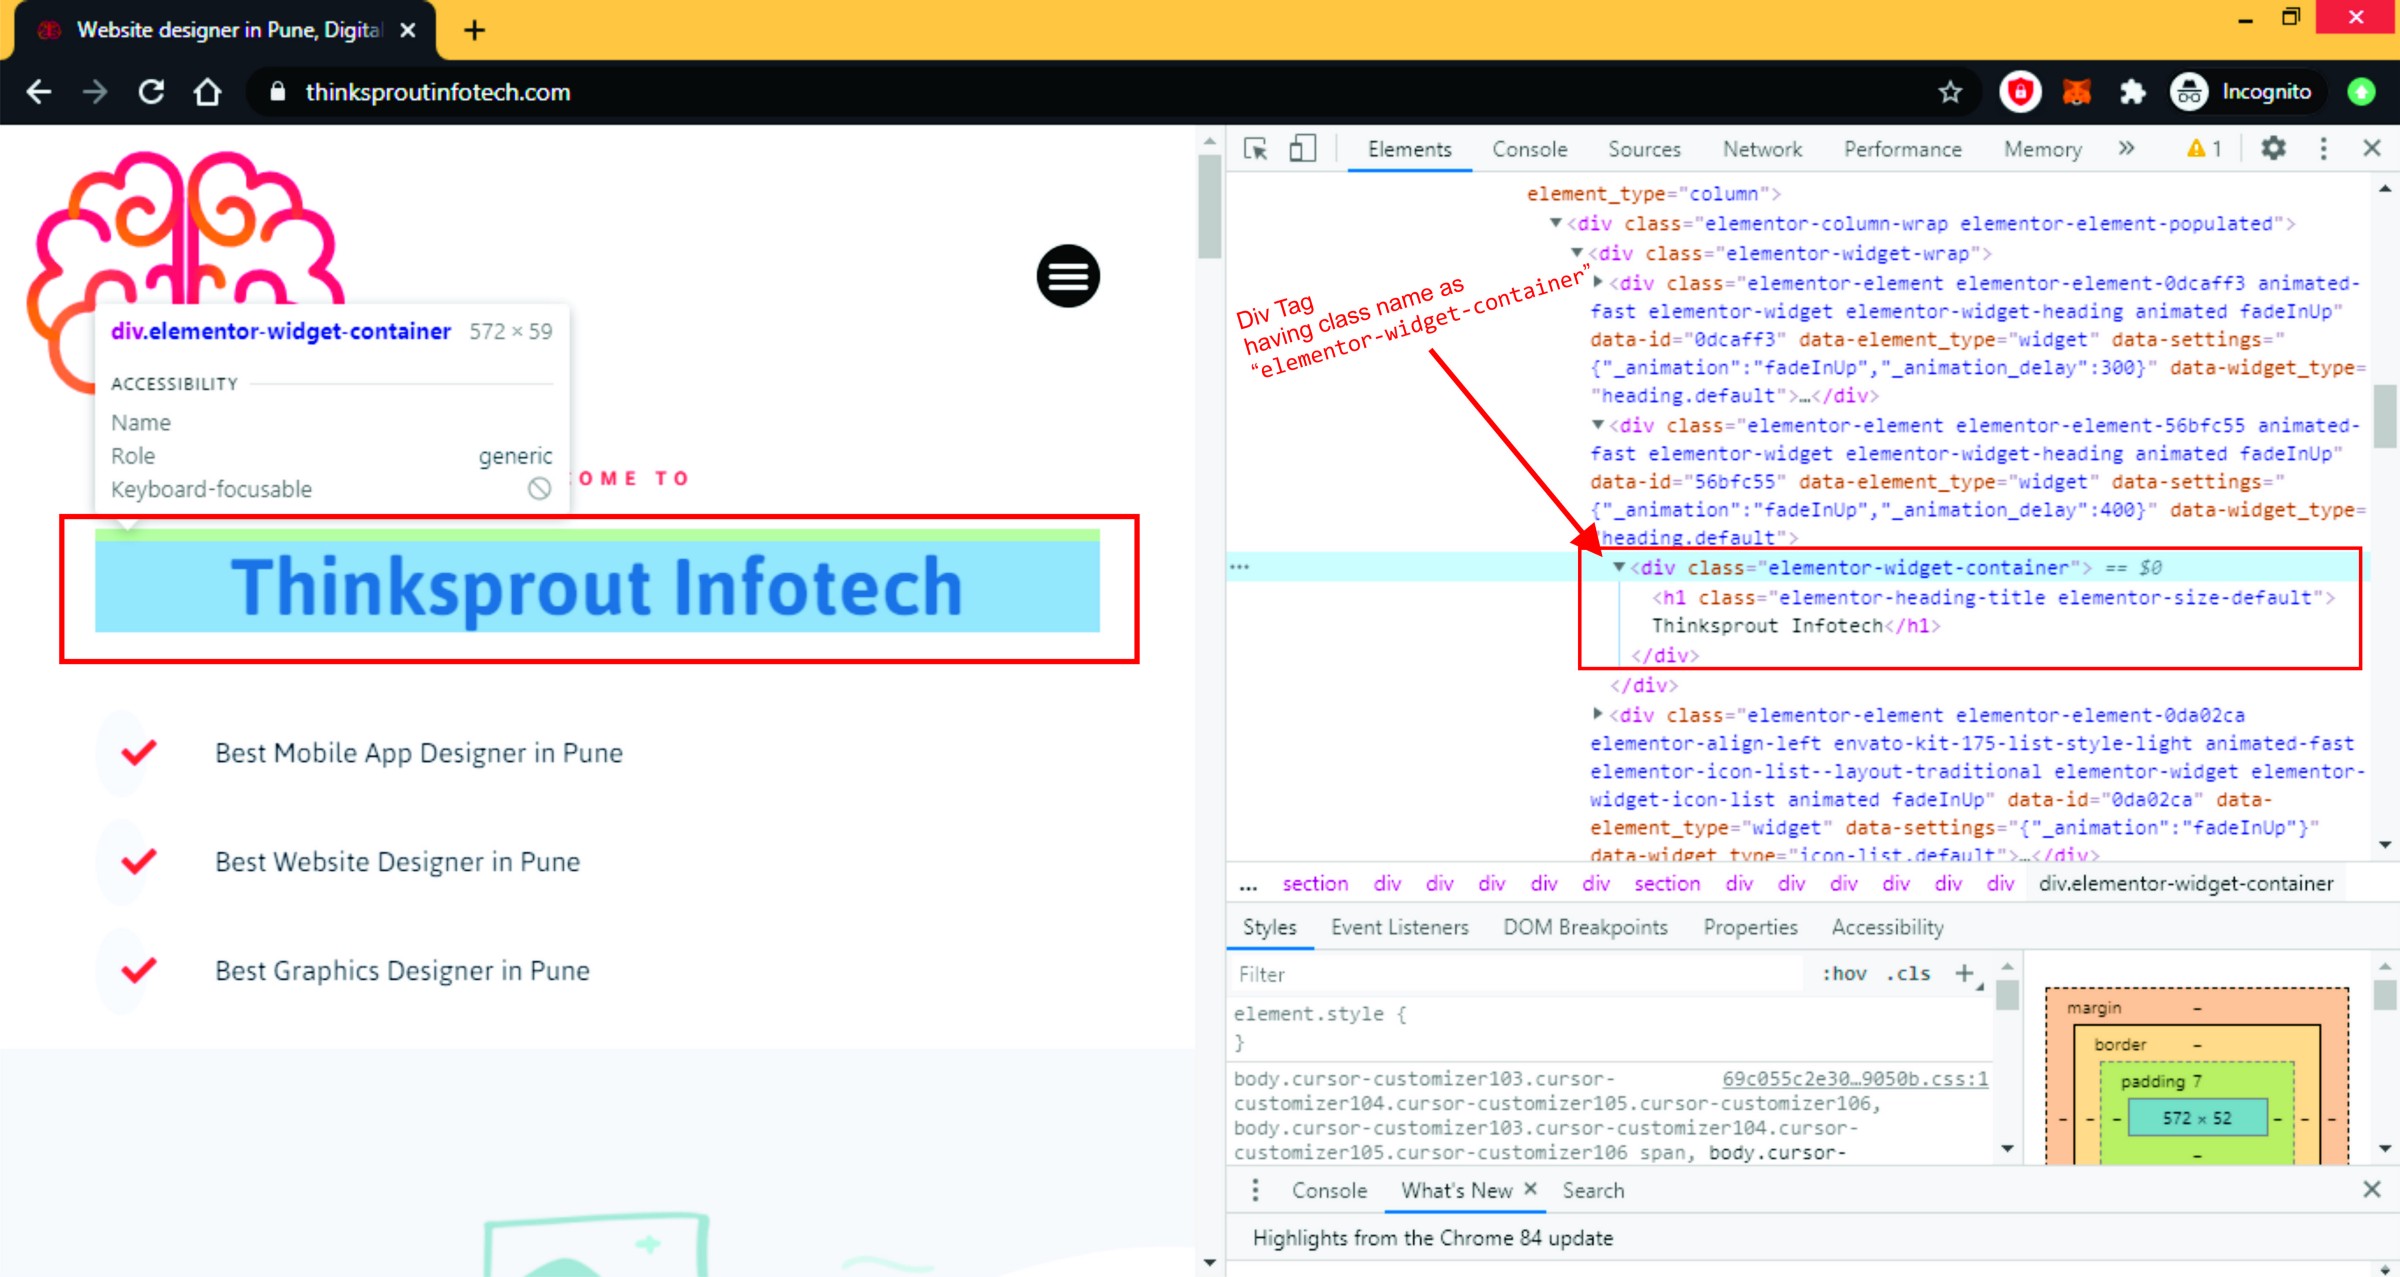 Website designer in Pune, Digital
thinksproutinfotech.com
Incognito
div.elementor-widget-container 572 × 59
ACCESSIBILITY
Name
Role generic
Keyboard-focusable
OME TO
Thinksprout Infotech
Best Mobile App Designer in Pune
Best Website Designer in Pune
Best Graphics Designer in Pune
Elements Console Sources Network Performance Memory » 1
element_type="column">
<div class="elementor-column-wrap elementor-element-populated">
<div class="elementor-widget-wrap">
<div class="elementor-element elementor-element-0dcaff3 animated-
fast elementor-widget elementor-widget-heading animated fadeInUp"
data-id="0dcaff3" data-element_type="widget" data-settings="
{"_animation":"fadeInUp","_animation_delay":300}" data-widget_type=
"heading.default">…</div>
<div class="elementor-element elementor-element-56bfc55 animated-
fast elementor-widget elementor-widget-heading animated fadeInUp"
data-id="56bfc55" data-element_type="widget" data-settings="
{"_animation":"fadeInUp","_animation_delay":400}" data-widget_type=
"heading.default">
Div Tag
having class name as
“elementor-widget-container”
<div class="elementor-widget-container"> == $0
<h1 class="elementor-heading-title elementor-size-default">
Thinksprout Infotech</h1>
</div>
</div>
<div class="elementor-element elementor-element-0da02ca
elementor-align-left envato-kit-175-list-style-light animated-fast
elementor-icon-list--layout-traditional elementor-widget elementor-
widget-icon-list animated fadeInUp" data-id="0da02ca" data-
element_type="widget" data-settings="{"_animation":"fadeInUp"}"
data-widget_type="icon-list.default">…</div>
... section div div div div div section div div div div div div div.elementor-widget-container
Styles Event Listeners DOM Breakpoints Properties Accessibility
Filter :hov .cls +
element.style {
}
body.cursor-customizer103.cursor- 69c055c2e30…9050b.css:1
customizer104.cursor-customizer105.cursor-customizer106,
body.cursor-customizer103.cursor-customizer104.cursor-
customizer105.cursor-customizer106 span, body.cursor-
margin –
border –
padding 7
– – – 572 × 52 – – –
–
Console What's New × Search
Highlights from the Chrome 84 update